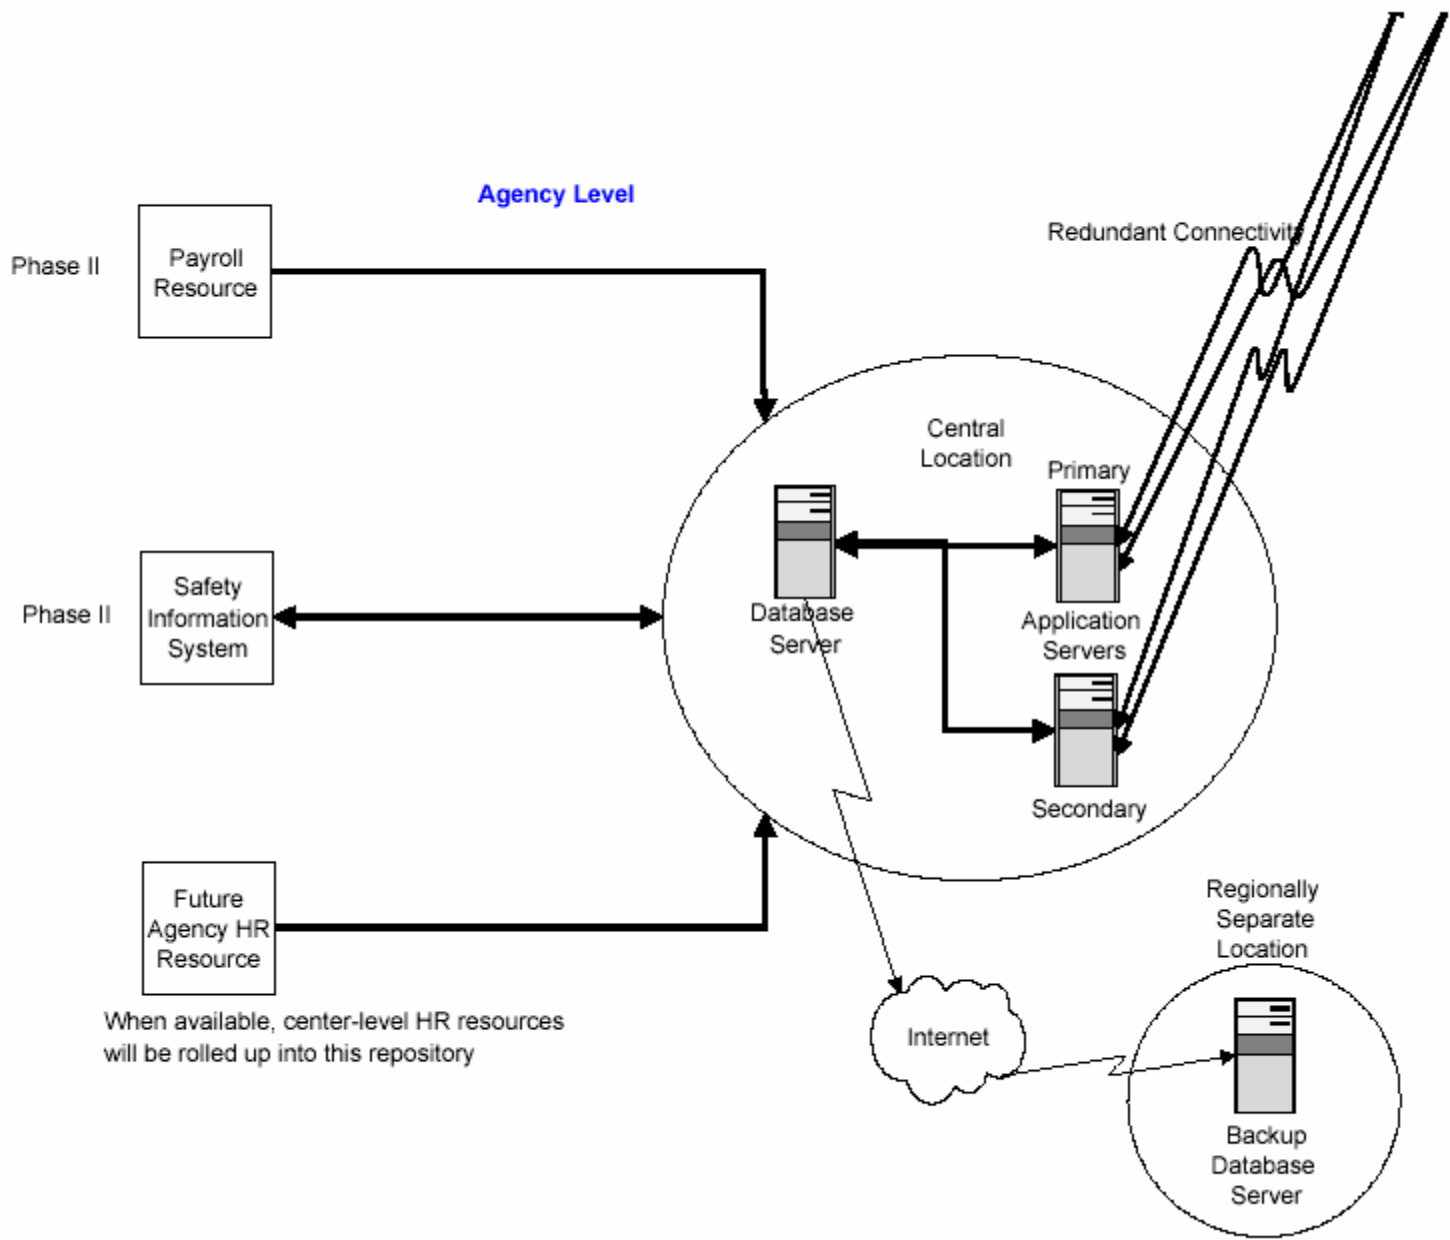 Agency Level
Redundant Connectivity
Phase II
Payroll
Resource
Central
Location
Primary
Phase II
Safety
Information
System
Database
Server
Application
Servers
Secondary
Future
Agency HR
Resource
When available, center-level HR resources
will be rolled up into this repository
Regionally
Separate
Location
Internet
Backup
Database
Server